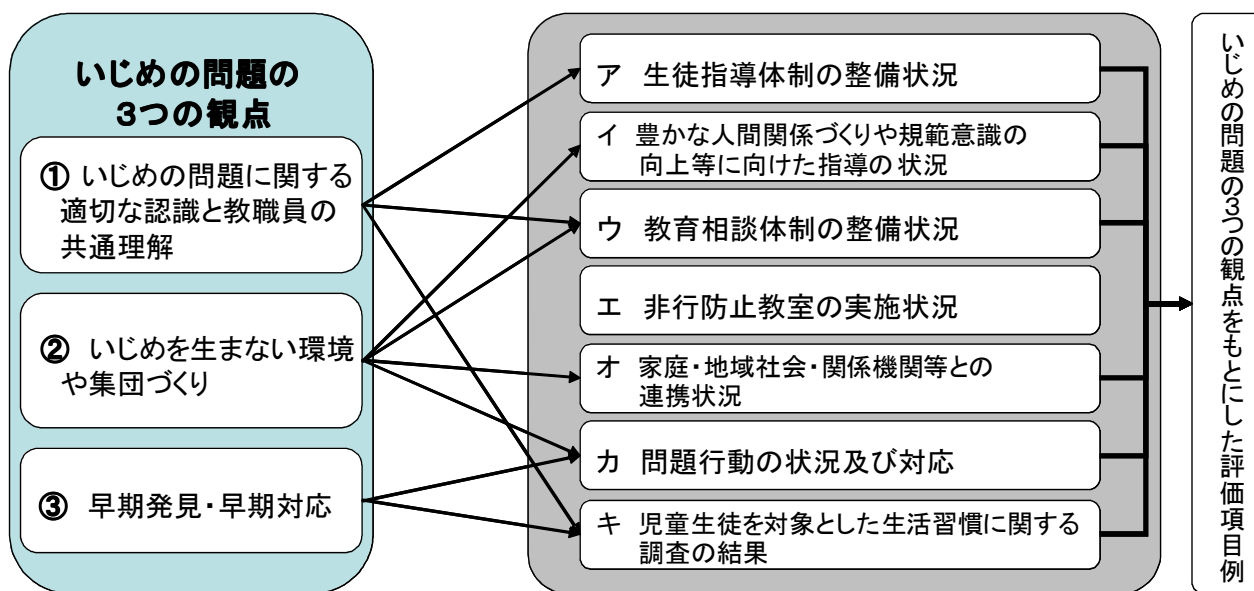 いじめの問題の
3つの観点
① いじめの問題に関する
適切な認識と教職員の
共通理解
② いじめを生まない環境
や集団づくり
③ 早期発見・早期対応
ア 生徒指導体制の整備状況
イ 豊かな人間関係づくりや規範意識の
向上等に向けた指導の状況
ウ 教育相談体制の整備状況
エ 非行防止教室の実施状況
オ 家庭・地域社会・関係機関等との
連携状況
カ 問題行動の状況及び対応
キ 児童生徒を対象とした生活習慣に関する
調査の結果
いじめの問題の3つの観点をもとにした評価項目例